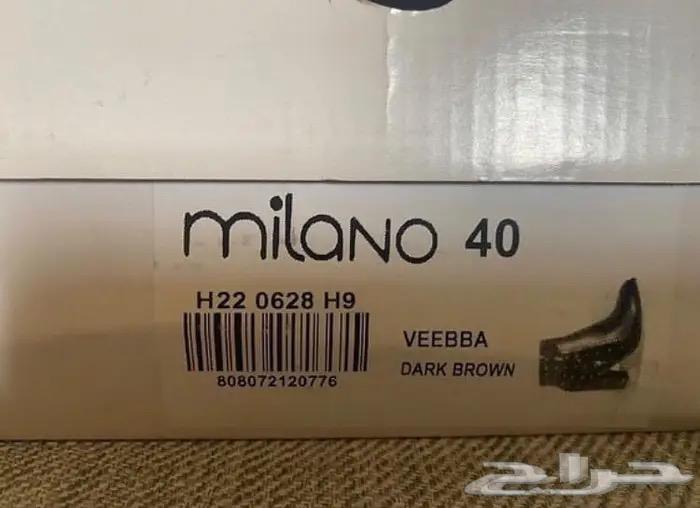 milano 40
H22 0628 H9
808072120776
VEEBBA
DARK BROWN
حراج